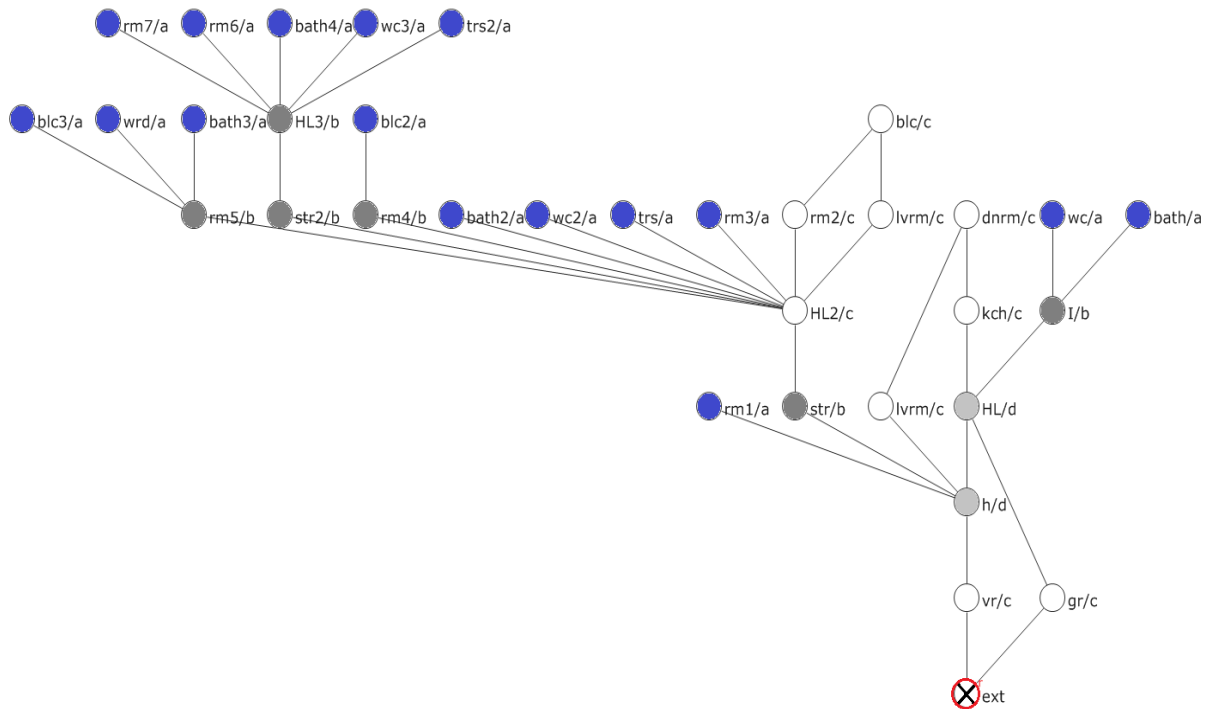 rm7/a rm6/a bath4/a wc3/a trs2/a
blc3/a wrd/a bath3/a HL3/b blc2/a blc/c
rm5/b str2/b rm4/b bath2/a wc2/a trs/a rm3/a rm2/c lvrm/c dnrm/c wc/a bath/a
HL2/c kch/c I/b
rm1/a str/b lvrm/c HL/d
h/d
vr/c gr/c
ext